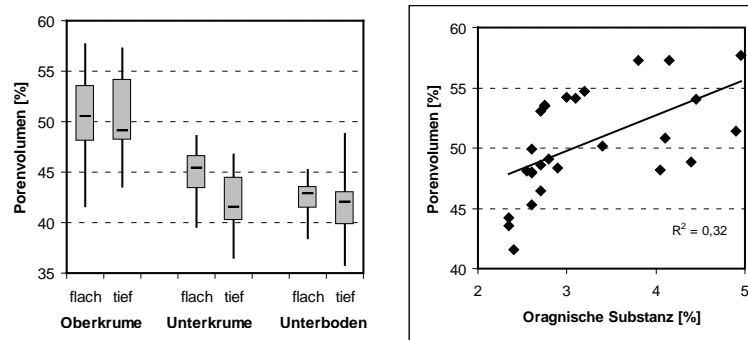 60
55
50
45
40
35
Porenvolumen [%]
flach tief flach tief flach tief
Oberkrume Unterkrume Unterboden
60
55
50
45
40
Porenvolumen [%]
R² = 0,32
2 3 4 5
Oragnische Substanz [%]